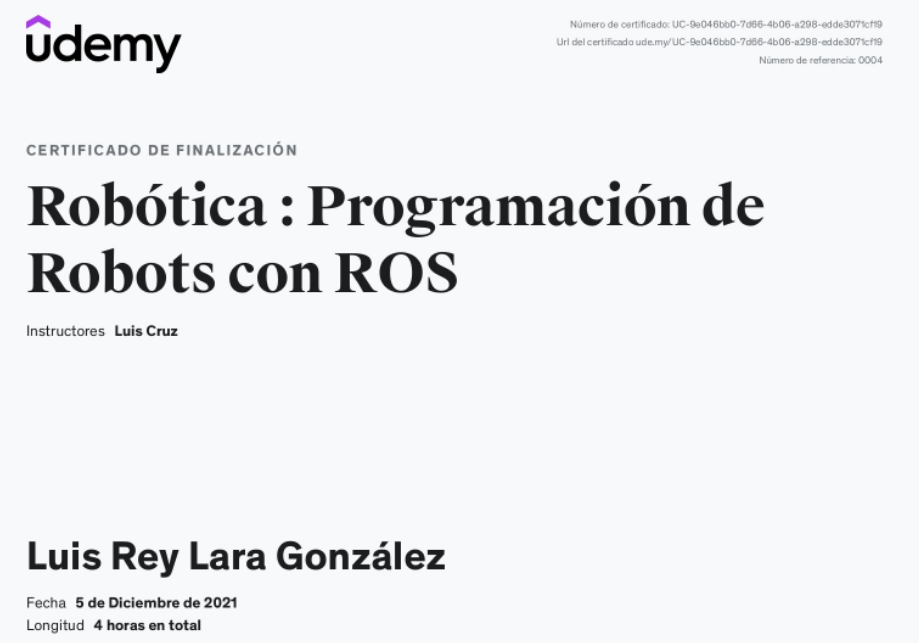 udemy
Número de certificado: UC-9e046bb0-7d66-4b06-a298-edde3071cf19
Url del certificado ude.my/UC-9e046bb0-7d66-4b06-a298-edde3071cf19
Número de referencia: 0004
CERTIFICADO DE FINALIZACIÓN
Robótica : Programación de
Robots con ROS
Instructores Luis Cruz
Luis Rey Lara González
Fecha 5 de Diciembre de 2021
Longitud 4 horas en total